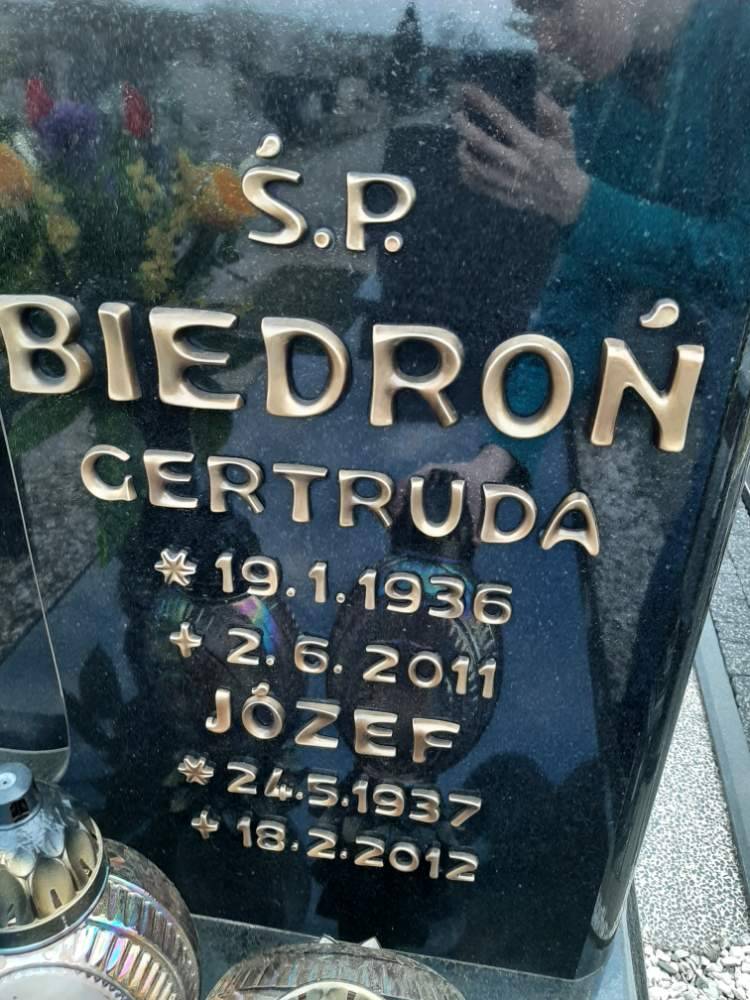 Ś.P.
BIEDROŃ
GERTRUDA
* 19.1.1936
+ 2.6.2011
JÓZEF
* 24.5.1937
+ 18.2.2012